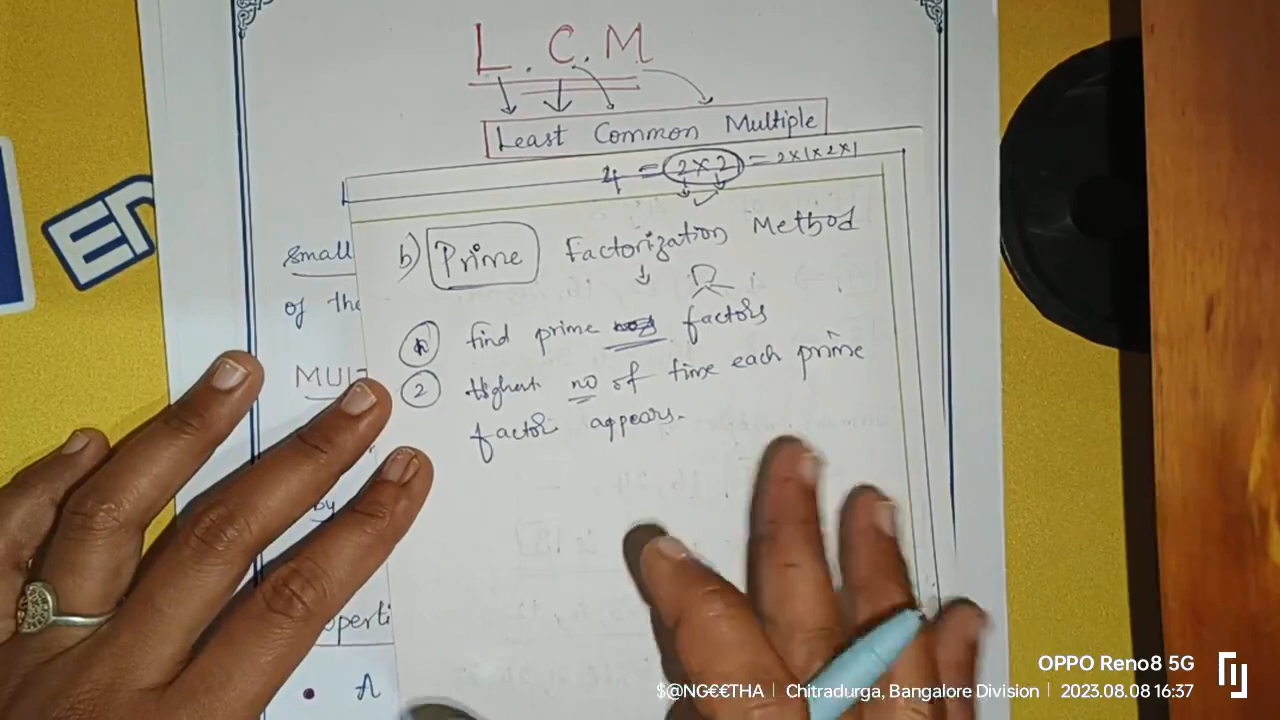 L.C.M
Least Common Multiple
4 = 2×2 = 2×1×2×1
b) Prime Factorization Method
find prime factors
2 Highest no of time each prime
factor appears.
small
of the
MUL
by
operti
• A
EN
OPPO Reno8 5G
$@NG€€THA | Chitradurga, Bangalore Division | 2023.08.08 16:37